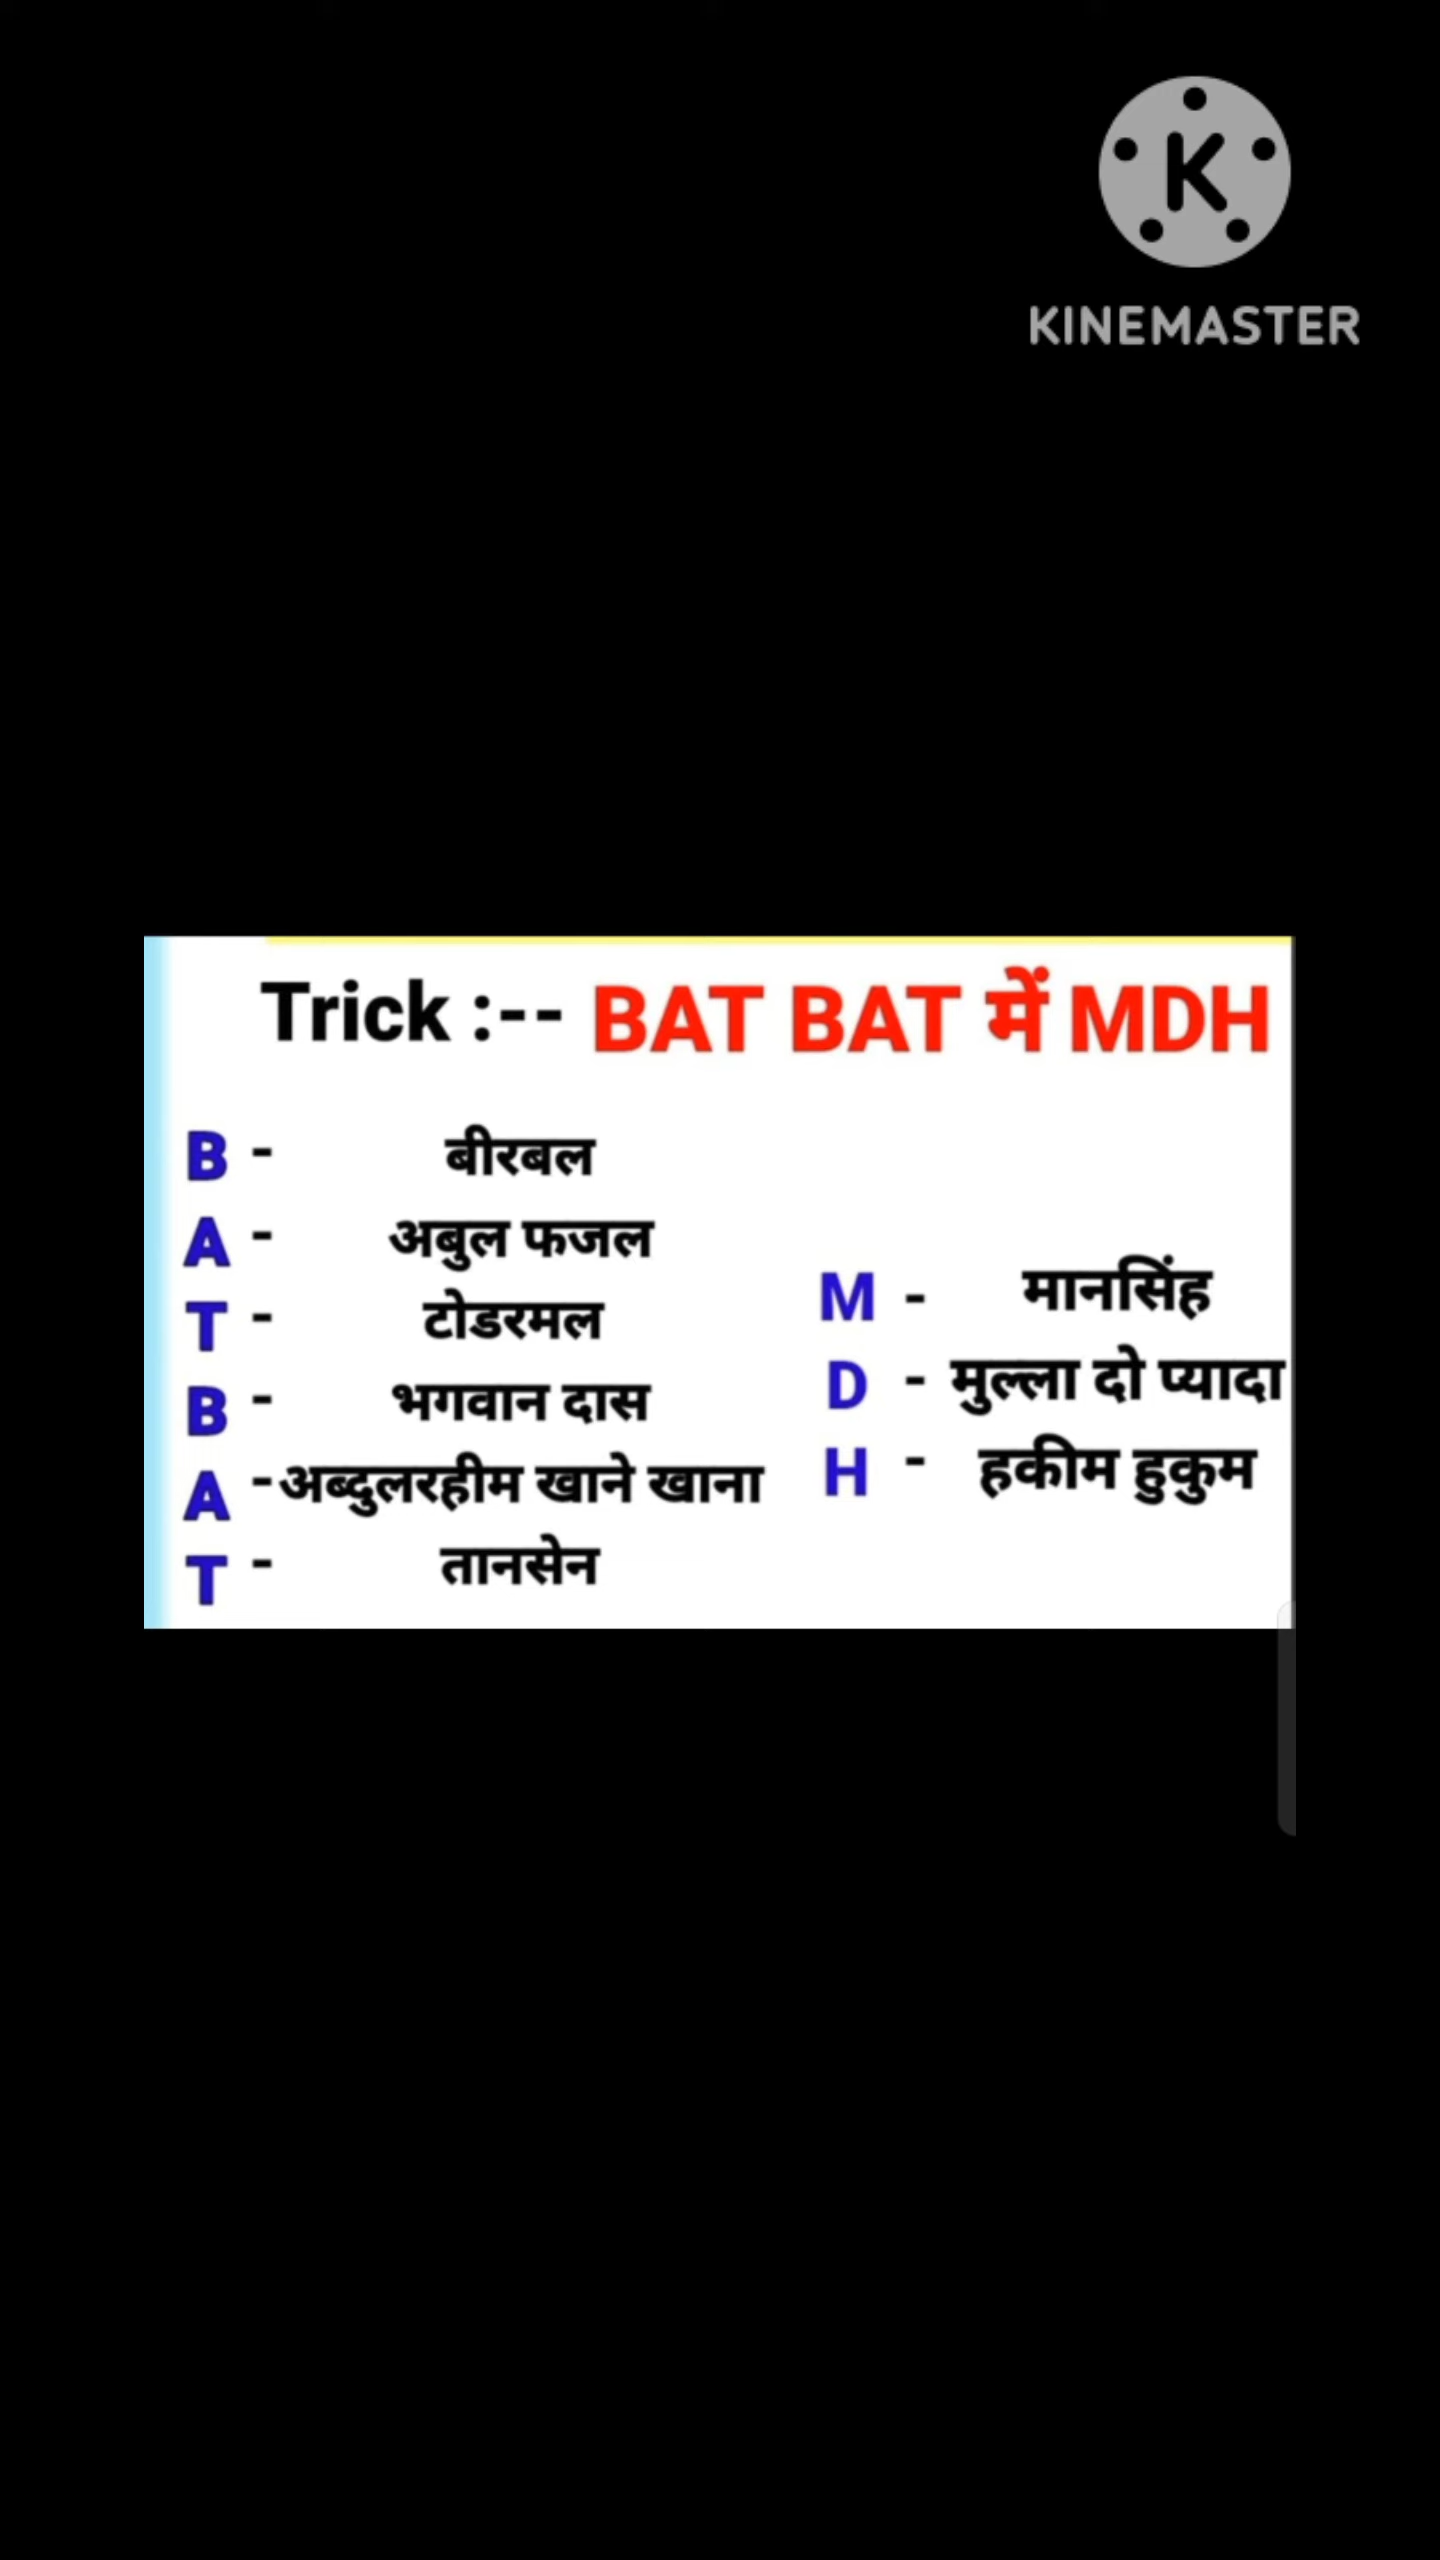 K
KINEMASTER
Trick :-- BAT BAT में MDH
B - बीरबल
A - अबुल फजल
T - टोडरमल
B - भगवान दास
A - अब्दुलरहीम खाने खाना
T - तानसेन
M - मानसिंह
D - मुल्ला दो प्यादा
H - हकीम हुकुम